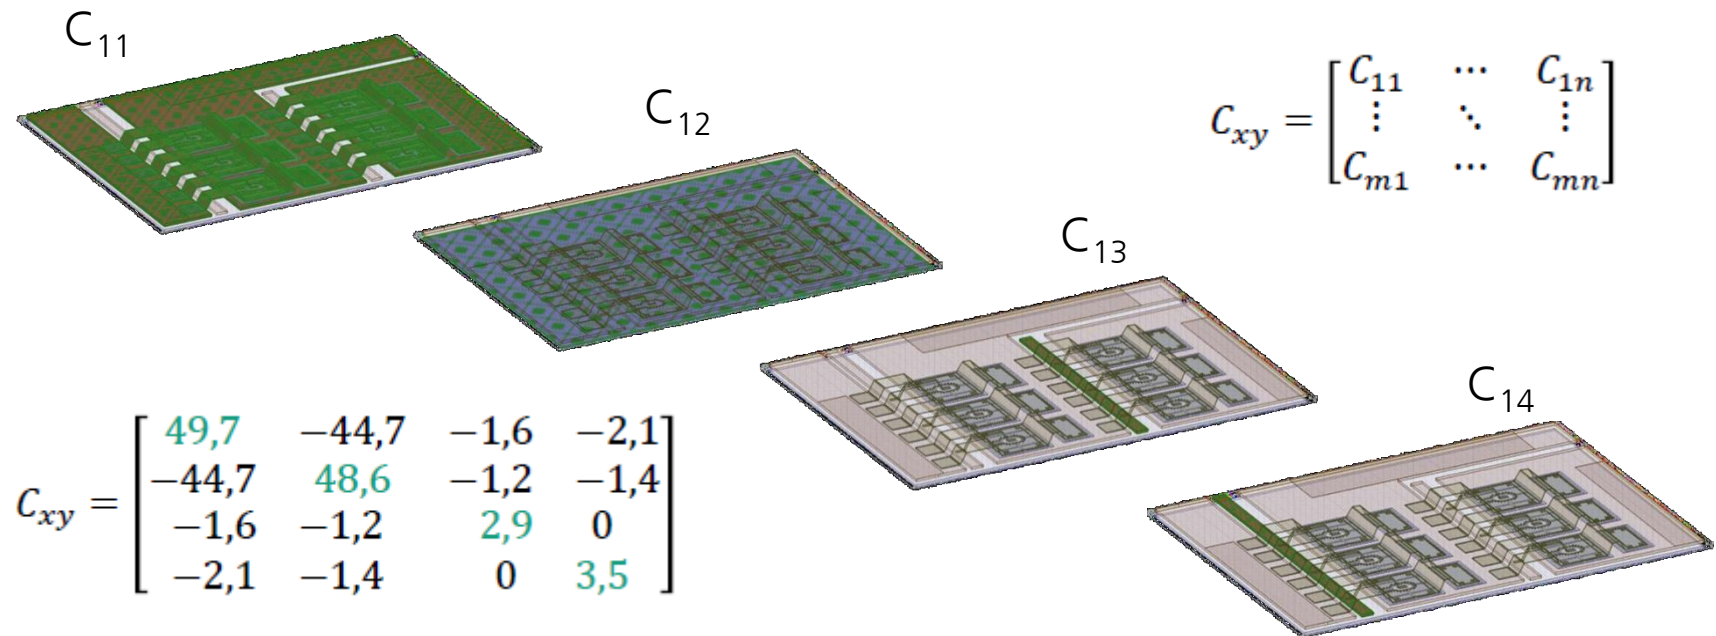 C₁₁
C₁₂
C₁₃
C₁₄
Cₓᵧ = [C₁₁ ⋯ C₁ₙ
⋮ ⋱ ⋮
Cₘ₁ ⋯ Cₘₙ]
Cₓᵧ = [49,7 −44,7 −1,6 −2,1
−44,7 48,6 −1,2 −1,4
−1,6 −1,2 2,9 0
−2,1 −1,4 0 3,5]